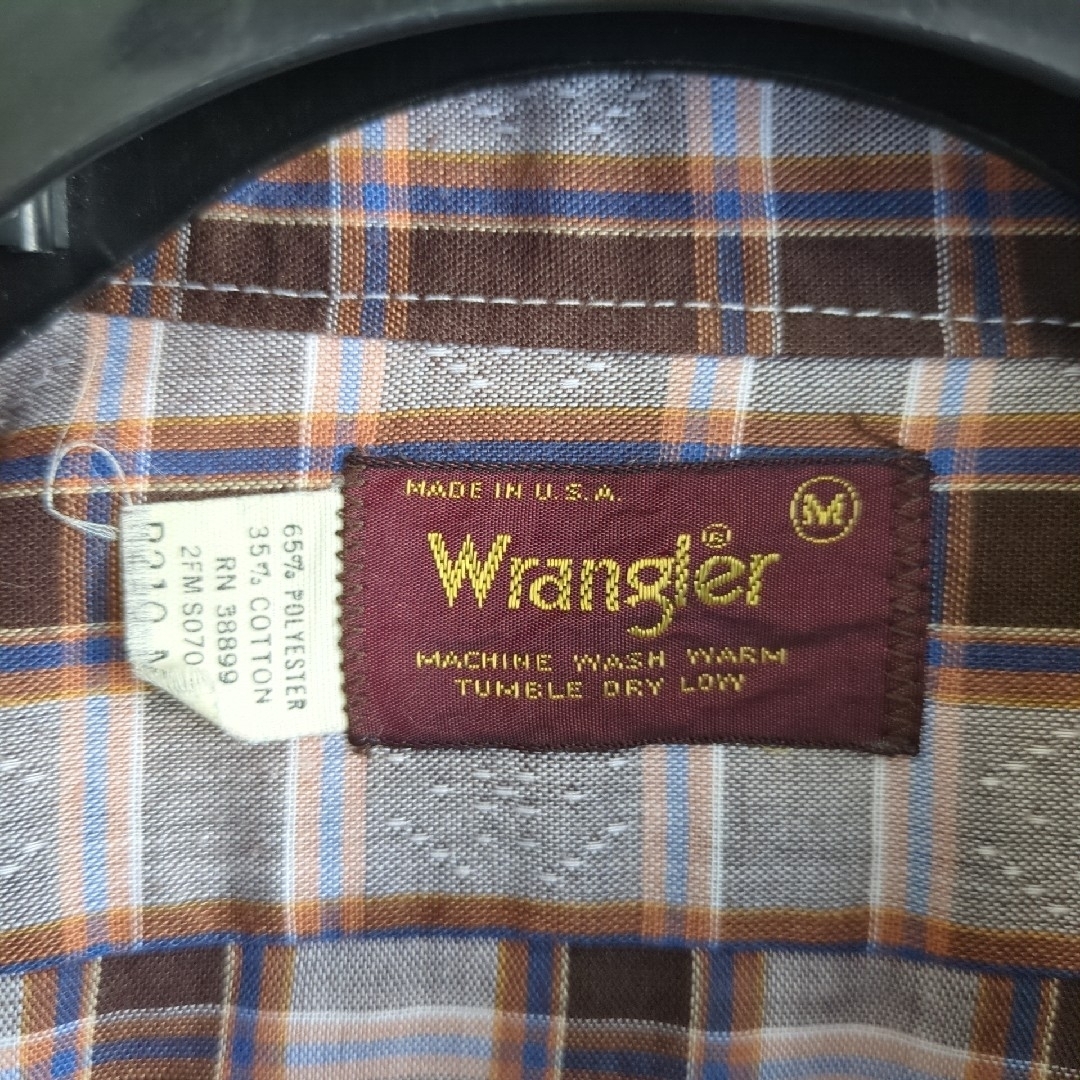 MADE IN U.S.A.
M
Wrangler®
MACHINE WASH WARM
TUMBLE DRY LOW
65% POLYESTER
35% COTTON
RN 38899
2FM S070